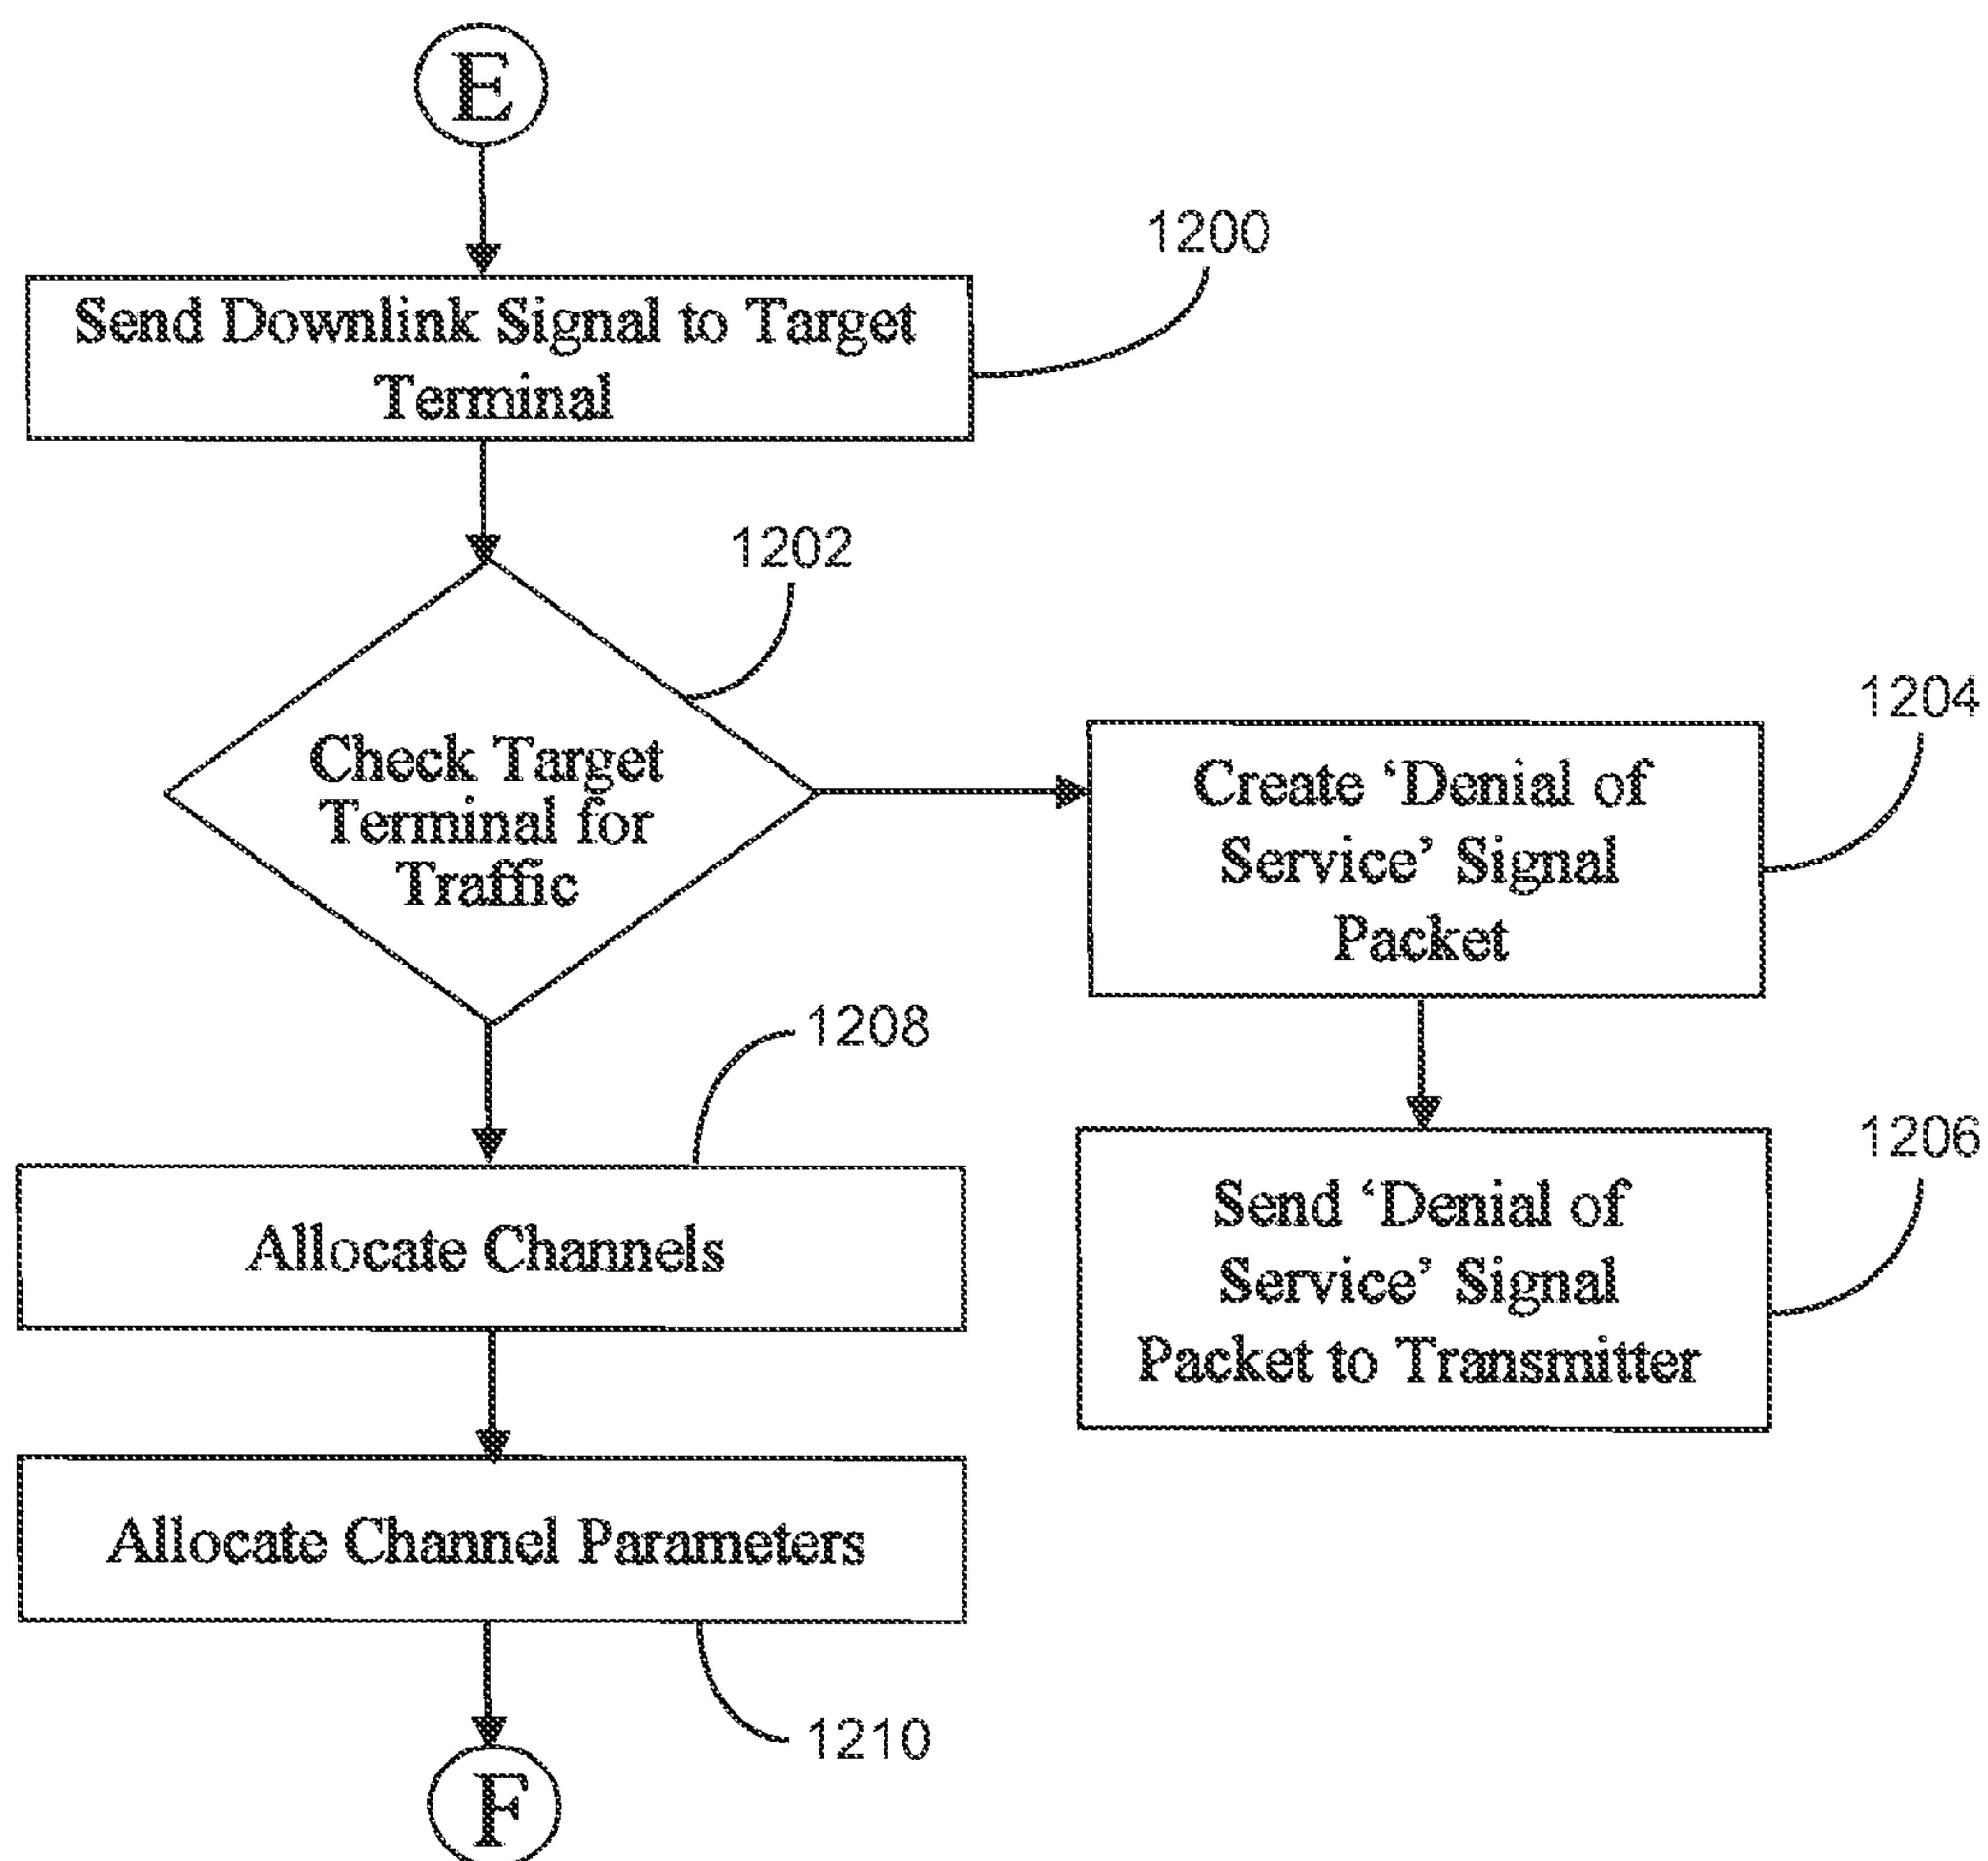 E
1200
Send Downlink Signal to Target
Terminal
1202
Check Target
Terminal for
Traffic
1204
Create ‘Denial of
Service’ Signal
Packet
1206
Send ‘Denial of
Service’ Signal
Packet to Transmitter
1208
Allocate Channels
Allocate Channel Parameters
1210
F